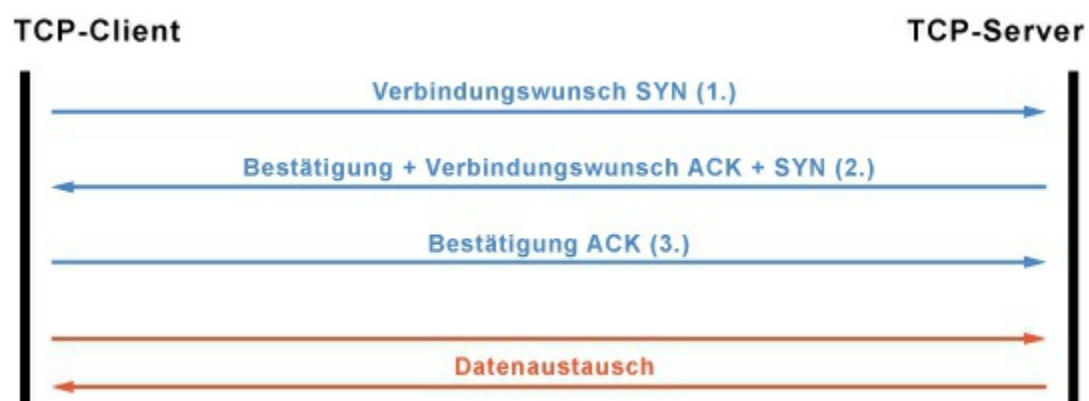 TCP-Client
TCP-Server
Verbindungswunsch SYN (1.)
Bestätigung + Verbindungswunsch ACK + SYN (2.)
Bestätigung ACK (3.)
Datenaustausch